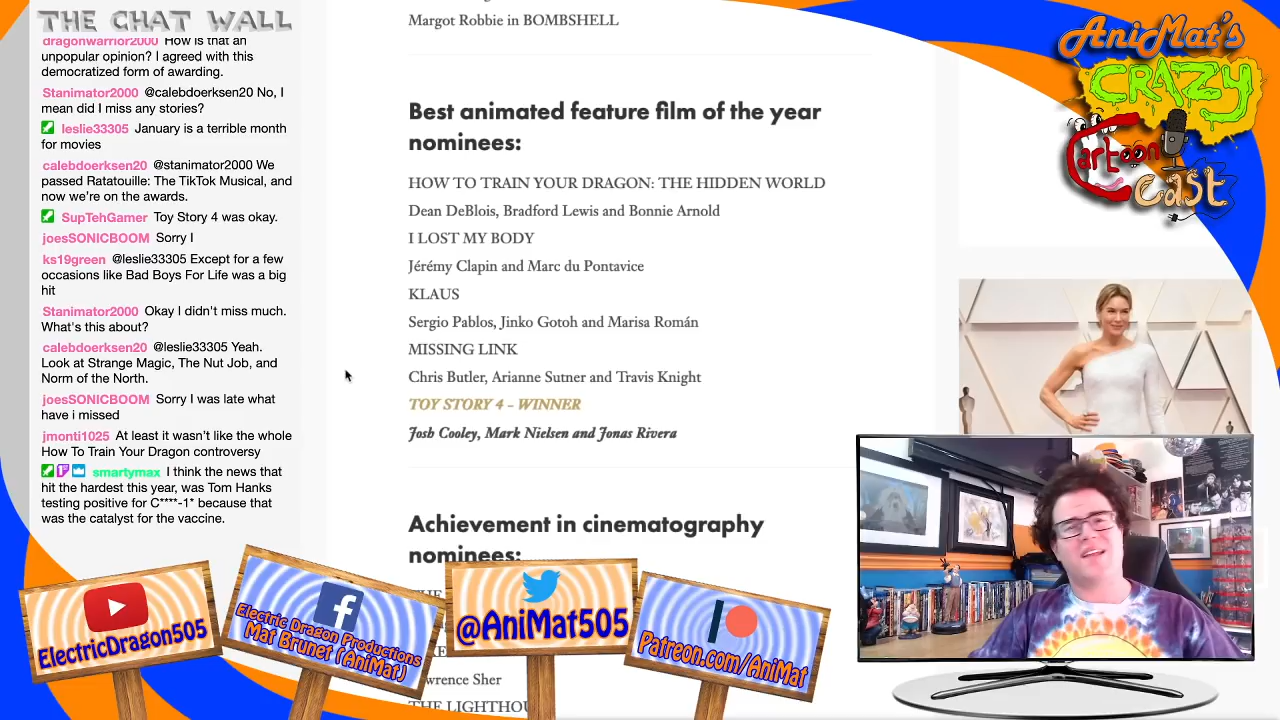 THE CHAT WALL
dragonwarrior2000 How is that an
unpopular opinion? I agreed with this
democratized form of awarding.
Stanimator2000 @calebdoerksen20 No, I
mean did I miss any stories?
leslie33305 January is a terrible month
for movies
calebdoerksen20 @stanimator2000 We
passed Ratatouille: The TikTok Musical, and
now we're on the awards.
SupTehGamer Toy Story 4 was okay.
joesSONICBOOM Sorry I
ks19green @leslie33305 Except for a few
occasions like Bad Boys For Life was a big
hit
Stanimator2000 Okay I didn't miss much.
What's this about?
calebdoerksen20 @leslie33305 Yeah.
Look at Strange Magic, The Nut Job, and
Norm of the North.
joesSONICBOOM Sorry I was late what
have i missed
jmonti1025 At least it wasn't like the whole
How To Train Your Dragon controversy
smartymax I think the news that
hit the hardest this year, was Tom Hanks
testing positive for C****-1* because that
was the catalyst for the vaccine.
Margot Robbie in BOMBSHELL
Best animated feature film of the year
nominees:
HOW TO TRAIN YOUR DRAGON: THE HIDDEN WORLD
Dean DeBlois, Bradford Lewis and Bonnie Arnold
I LOST MY BODY
Jérémy Clapin and Marc du Pontavice
KLAUS
Sergio Pablos, Jinko Gotoh and Marisa Román
MISSING LINK
Chris Butler, Arianne Sutner and Travis Knight
TOY STORY 4 - WINNER
Josh Cooley, Mark Nielsen and Jonas Rivera
Achievement in cinematography
nominees:
Sher
THE
AniMat's
CRAZY
Cartoon
Cast
ElectricDragon505
Electric Dragon Productions
Mat Brunet (AniMat)
@AniMat505
Patreon.com/AniMat